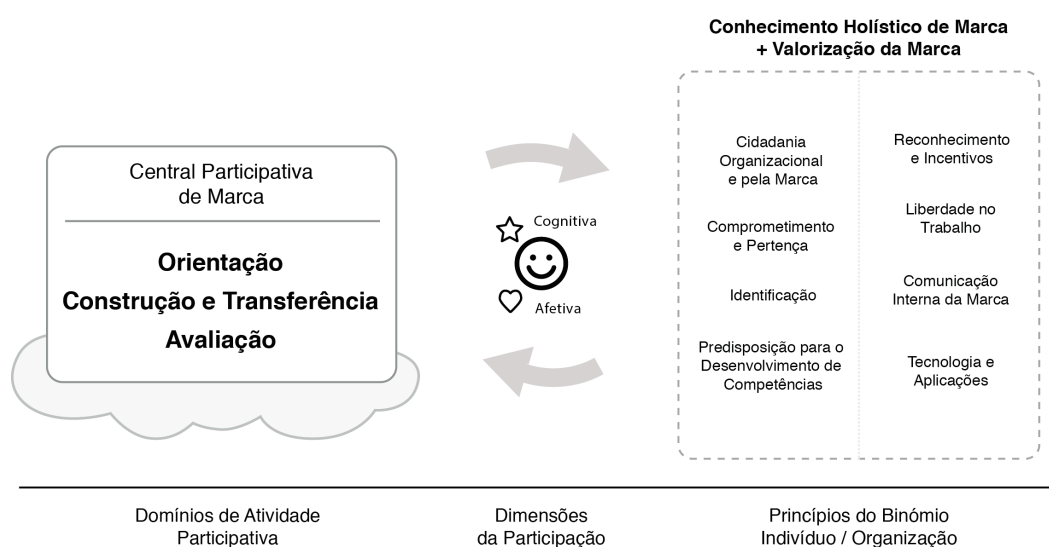 Conhecimento Holístico de Marca
+ Valorização da Marca
Central Participativa
de Marca
Orientação
Construção e Transferência
Avaliação
Cognitiva
Afetiva
Cidadania
Organizacional
e pela Marca
Comprometimento
e Pertença
Identificação
Predisposição para o
Desenvolvimento de
Competências
Reconhecimento
e Incentivos
Liberdade no
Trabalho
Comunicação
Interna da Marca
Tecnologia e
Aplicações
Domínios de Atividade
Participativa
Dimensões
da Participação
Princípios do Binómio
Indivíduo / Organização